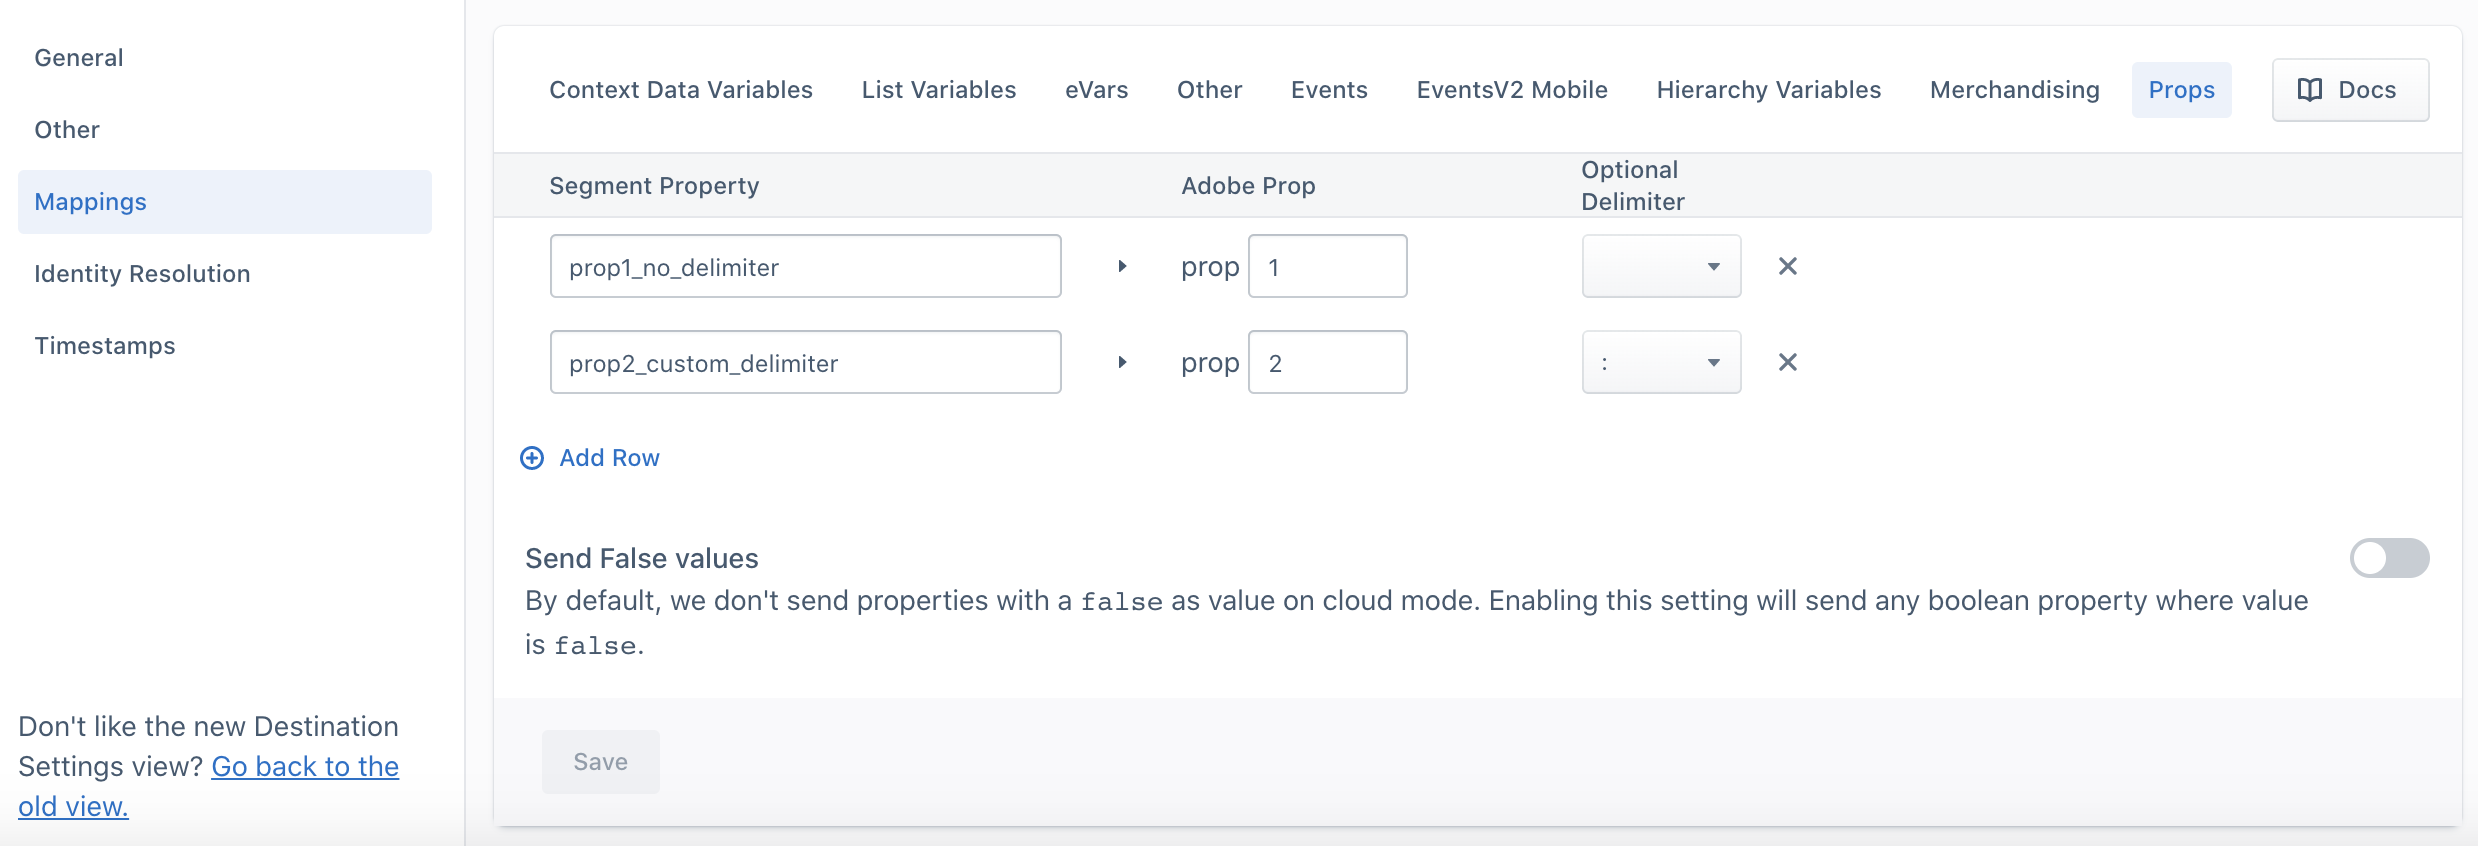 General
Other
Mappings
Identity Resolution
Timestamps
Don't like the new Destination
Settings view? Go back to the
old view.
Context Data Variables List Variables eVars Other Events EventsV2 Mobile Hierarchy Variables Merchandising Props Docs
Segment Property Adobe Prop Optional
Delimiter
prop1_no_delimiter prop 1
prop2_custom_delimiter prop 2 :
Add Row
Send False values
By default, we don't send properties with a false as value on cloud mode. Enabling this setting will send any boolean property where value
is false.
Save